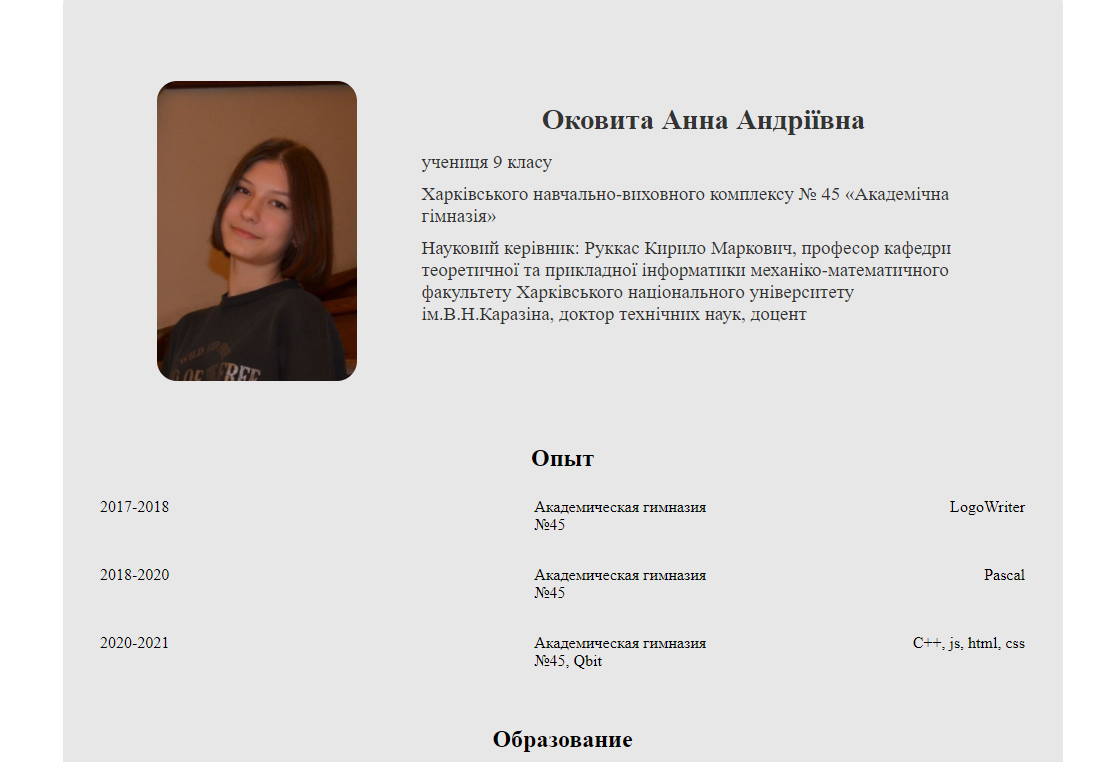 Оковита Анна Андріївна
учениця 9 класу
Харківського навчально-виховного комплексу № 45 «Академічна
гімназія»
Науковий керівник: Руккас Кирило Маркович, професор кафедри
теоретичної та прикладної інформатики механіко-математичного
факультету Харківського національного університету
ім.В.Н.Каразіна, доктор технічних наук, доцент
Опыт
2017-2018 Академическая гимназия LogoWriter
№45
2018-2020 Академическая гимназия Pascal
№45
2020-2021 Академическая гимназия C++, js, html, css
№45, Qbit
Образование
WILD
OF FREE